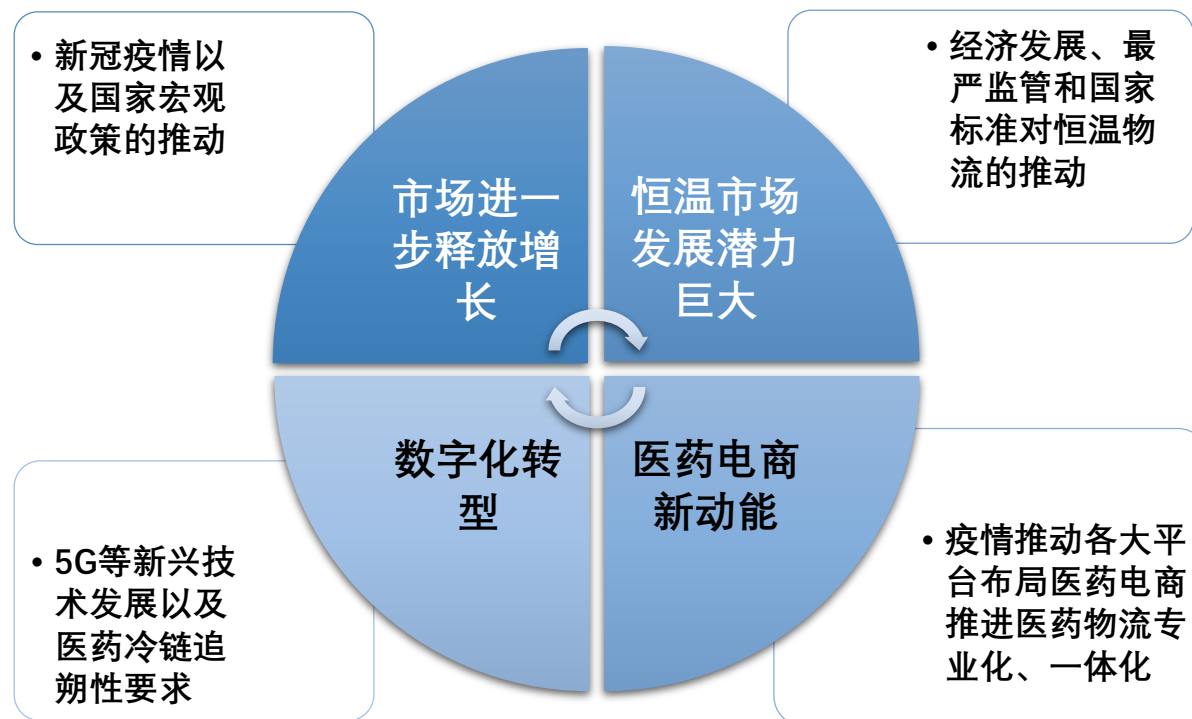 • 新冠疫情以
及国家宏观
政策的推动
• 经济发展、最
严监管和国家
标准对恒温物
流的推动
市场进一
步释放增
长
恒温市场
发展潜力
巨大
数字化转
型
医药电商
新动能
• 5G等新兴技
术发展以及
医药冷链追
朔性要求
• 疫情推动各大平
台布局医药电商
推进医药物流专
业化、一体化